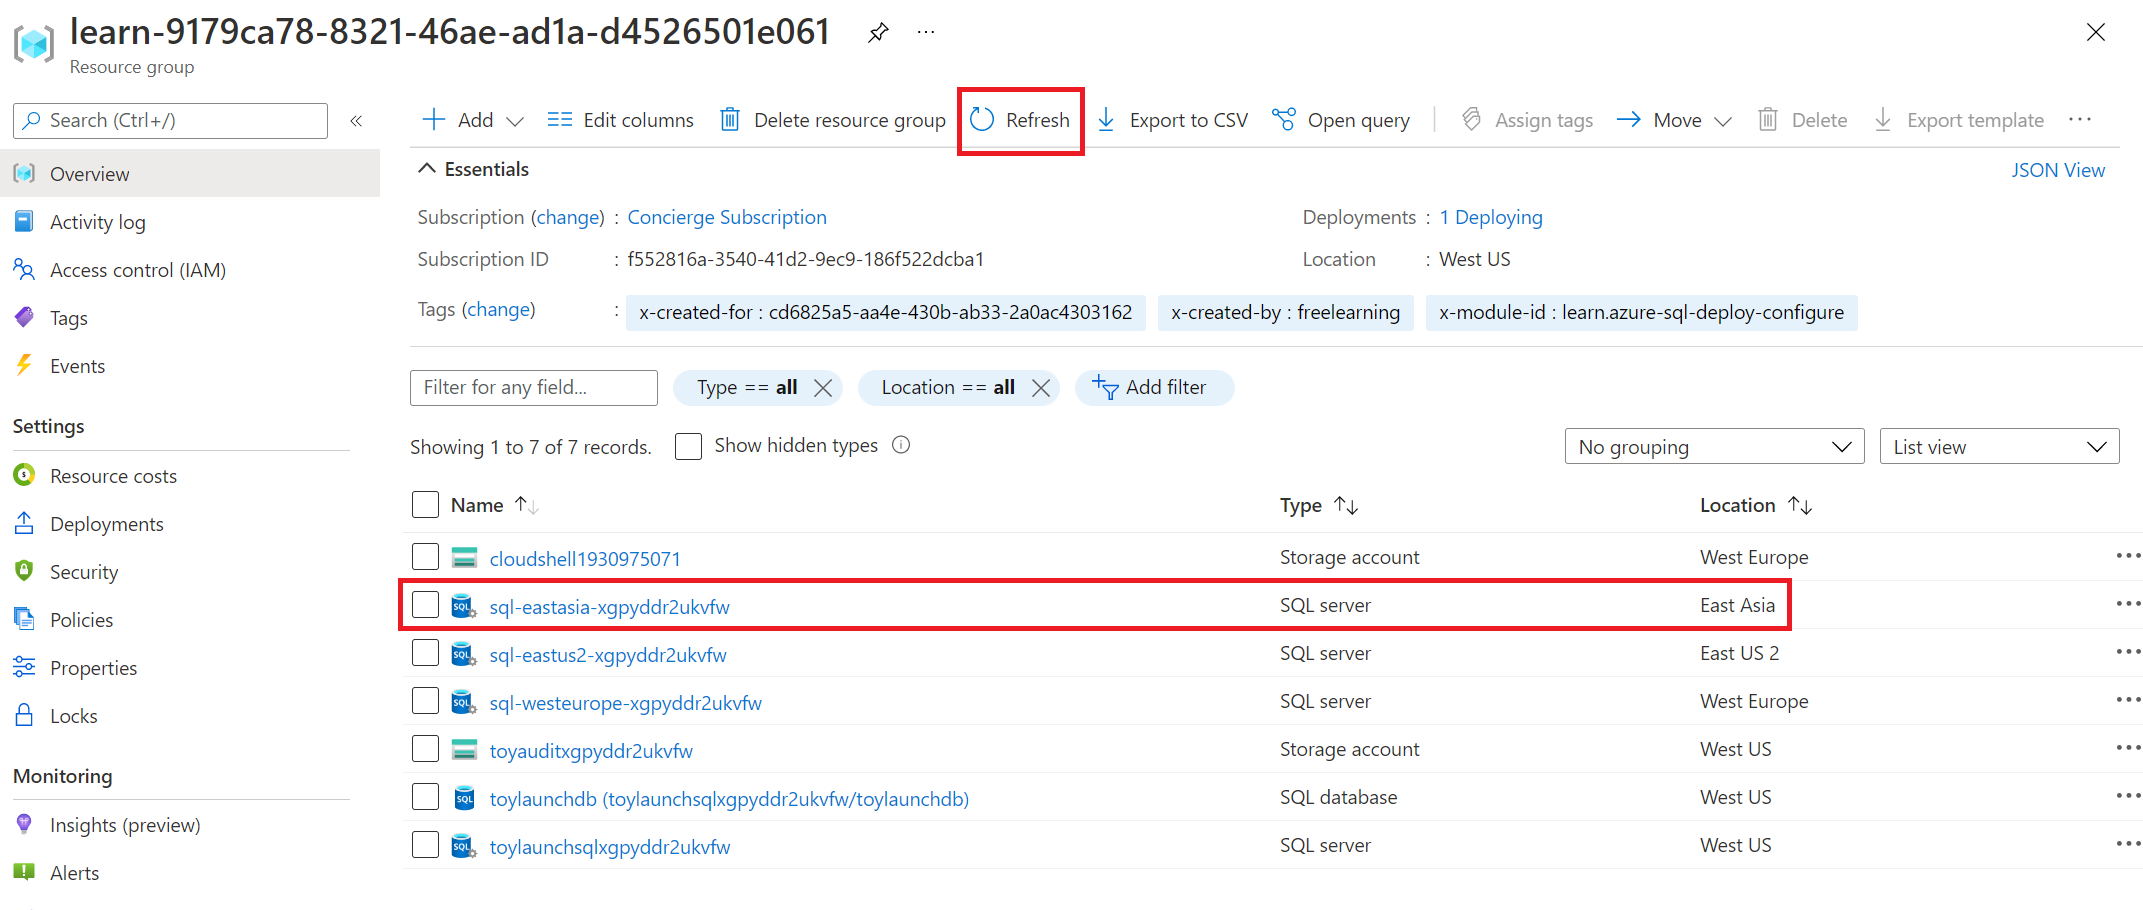 learn-9179ca78-8321-46ae-ad1a-d4526501e061
Resource group
Search (Ctrl+/)
Overview
Activity log
Access control (IAM)
Tags
Events
Settings
Resource costs
Deployments
Security
Policies
Properties
Locks
Monitoring
Insights (preview)
Alerts
Add Edit columns Delete resource group Refresh Export to CSV Open query Assign tags Move Delete Export template
Essentials JSON View
Subscription (change) : Concierge Subscription Deployments : 1 Deploying
Subscription ID : f552816a-3540-41d2-9ec9-186f522dcba1 Location : West US
Tags (change) : x-created-for : cd6825a5-aa4e-430b-ab33-2a0ac4303162 x-created-by : freelearning x-module-id : learn.azure-sql-deploy-configure
Filter for any field... Type == all Location == all Add filter
Showing 1 to 7 of 7 records. Show hidden types No grouping List view
Name Type Location
cloudshell1930975071 Storage account West Europe
sql-eastasia-xgpyddr2ukvfw SQL server East Asia
sql-eastus2-xgpyddr2ukvfw SQL server East US 2
sql-westeurope-xgpyddr2ukvfw SQL server West Europe
toyauditxgpyddr2ukvfw Storage account West US
toylaunchdb (toylaunchsqlxgpyddr2ukvfw/toylaunchdb) SQL database West US
toylaunchsqlxgpyddr2ukvfw SQL server West US